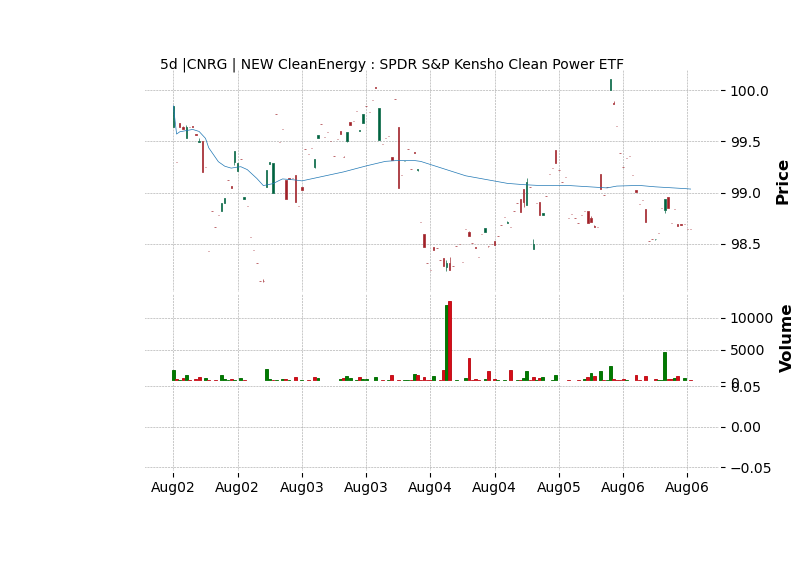 5d |CNRG | NEW CleanEnergy : SPDR S&P Kensho Clean Power ETF
100.0
99.5
99.0
98.5
Price
10000
5000
0
Volume
0.05
0.00
−0.05
Aug02 Aug02 Aug03 Aug03 Aug04 Aug04 Aug05 Aug06 Aug06